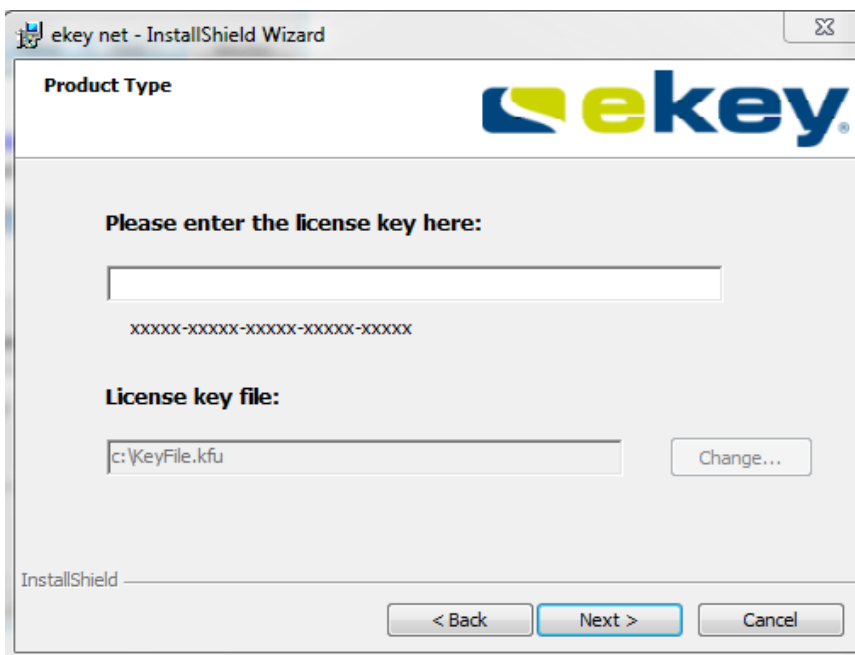 ekey net - InstallShield Wizard
Product Type
ekey®
Please enter the license key here:
xxxxx-xxxxx-xxxxx-xxxxx-xxxxx
License key file:
c:\KeyFile.kfu
Change...
InstallShield
< Back Next > Cancel